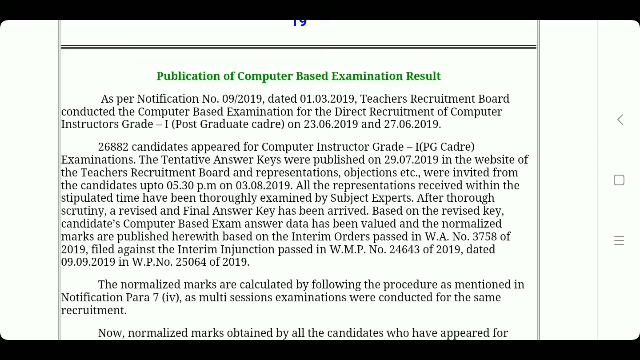 19
Publication of Computer Based Examination Result
As per Notification No. 09/2019, dated 01.03.2019, Teachers Recruitment Board
conducted the Computer Based Examination for the Direct Recruitment of Computer
Instructors Grade – I (Post Graduate cadre) on 23.06.2019 and 27.06.2019.
26882 candidates appeared for Computer Instructor Grade – I(PG Cadre)
Examinations. The Tentative Answer Keys were published on 29.07.2019 in the website of
the Teachers Recruitment Board and representations, objections etc., were invited from
the candidates upto 05.30 p.m on 03.08.2019. All the representations received within the
stipulated time have been thoroughly examined by Subject Experts. After thorough
scrutiny, a revised and Final Answer Key has been arrived. Based on the revised key,
candidate's Computer Based Exam answer data has been valued and the normalized
marks are published herewith based on the Interim Orders passed in W.A. No. 3758 of
2019, filed against the Interim Injunction passed in W.M.P. No. 24643 of 2019, dated
09.09.2019 in W.P.No. 25064 of 2019.
The normalized marks are calculated by following the procedure as mentioned in
Notification Para 7 (iv), as multi sessions examinations were conducted for the same
recruitment.
Now, normalized marks obtained by all the candidates who have appeared for